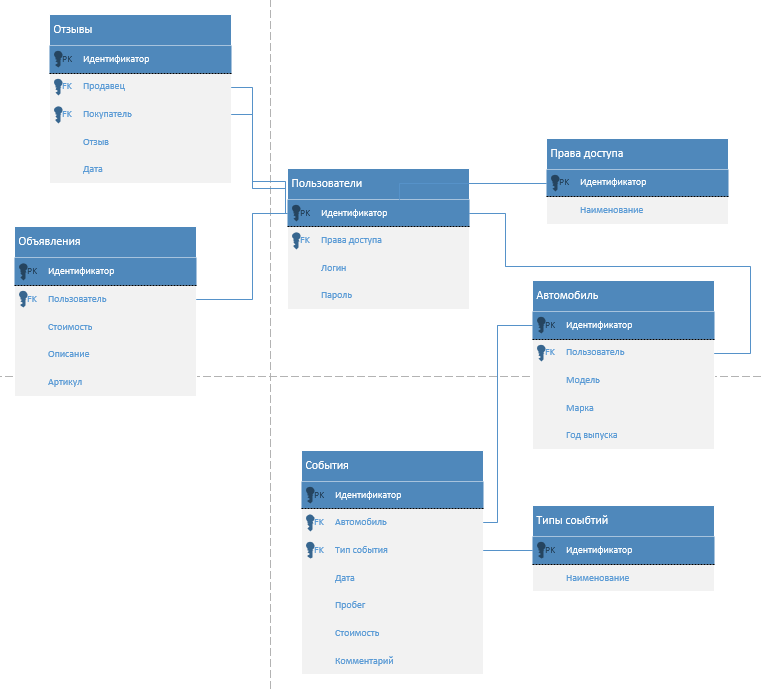 Отзывы
PK Идентификатор
FK Продавец
FK Покупатель
Отзыв
Дата
Права доступа
PK Идентификатор
Наименование
Пользователи
PK Идентификатор
FK Права доступа
Логин
Пароль
Объявления
PK Идентификатор
FK Пользователь
Стоимость
Описание
Артикул
Автомобиль
PK Идентификатор
FK Пользователь
Модель
Марка
Год выпуска
События
PK Идентификатор
FK Автомобиль
FK Тип события
Дата
Пробег
Стоимость
Комментарий
Типы соыбтий
PK Идентификатор
Наименование